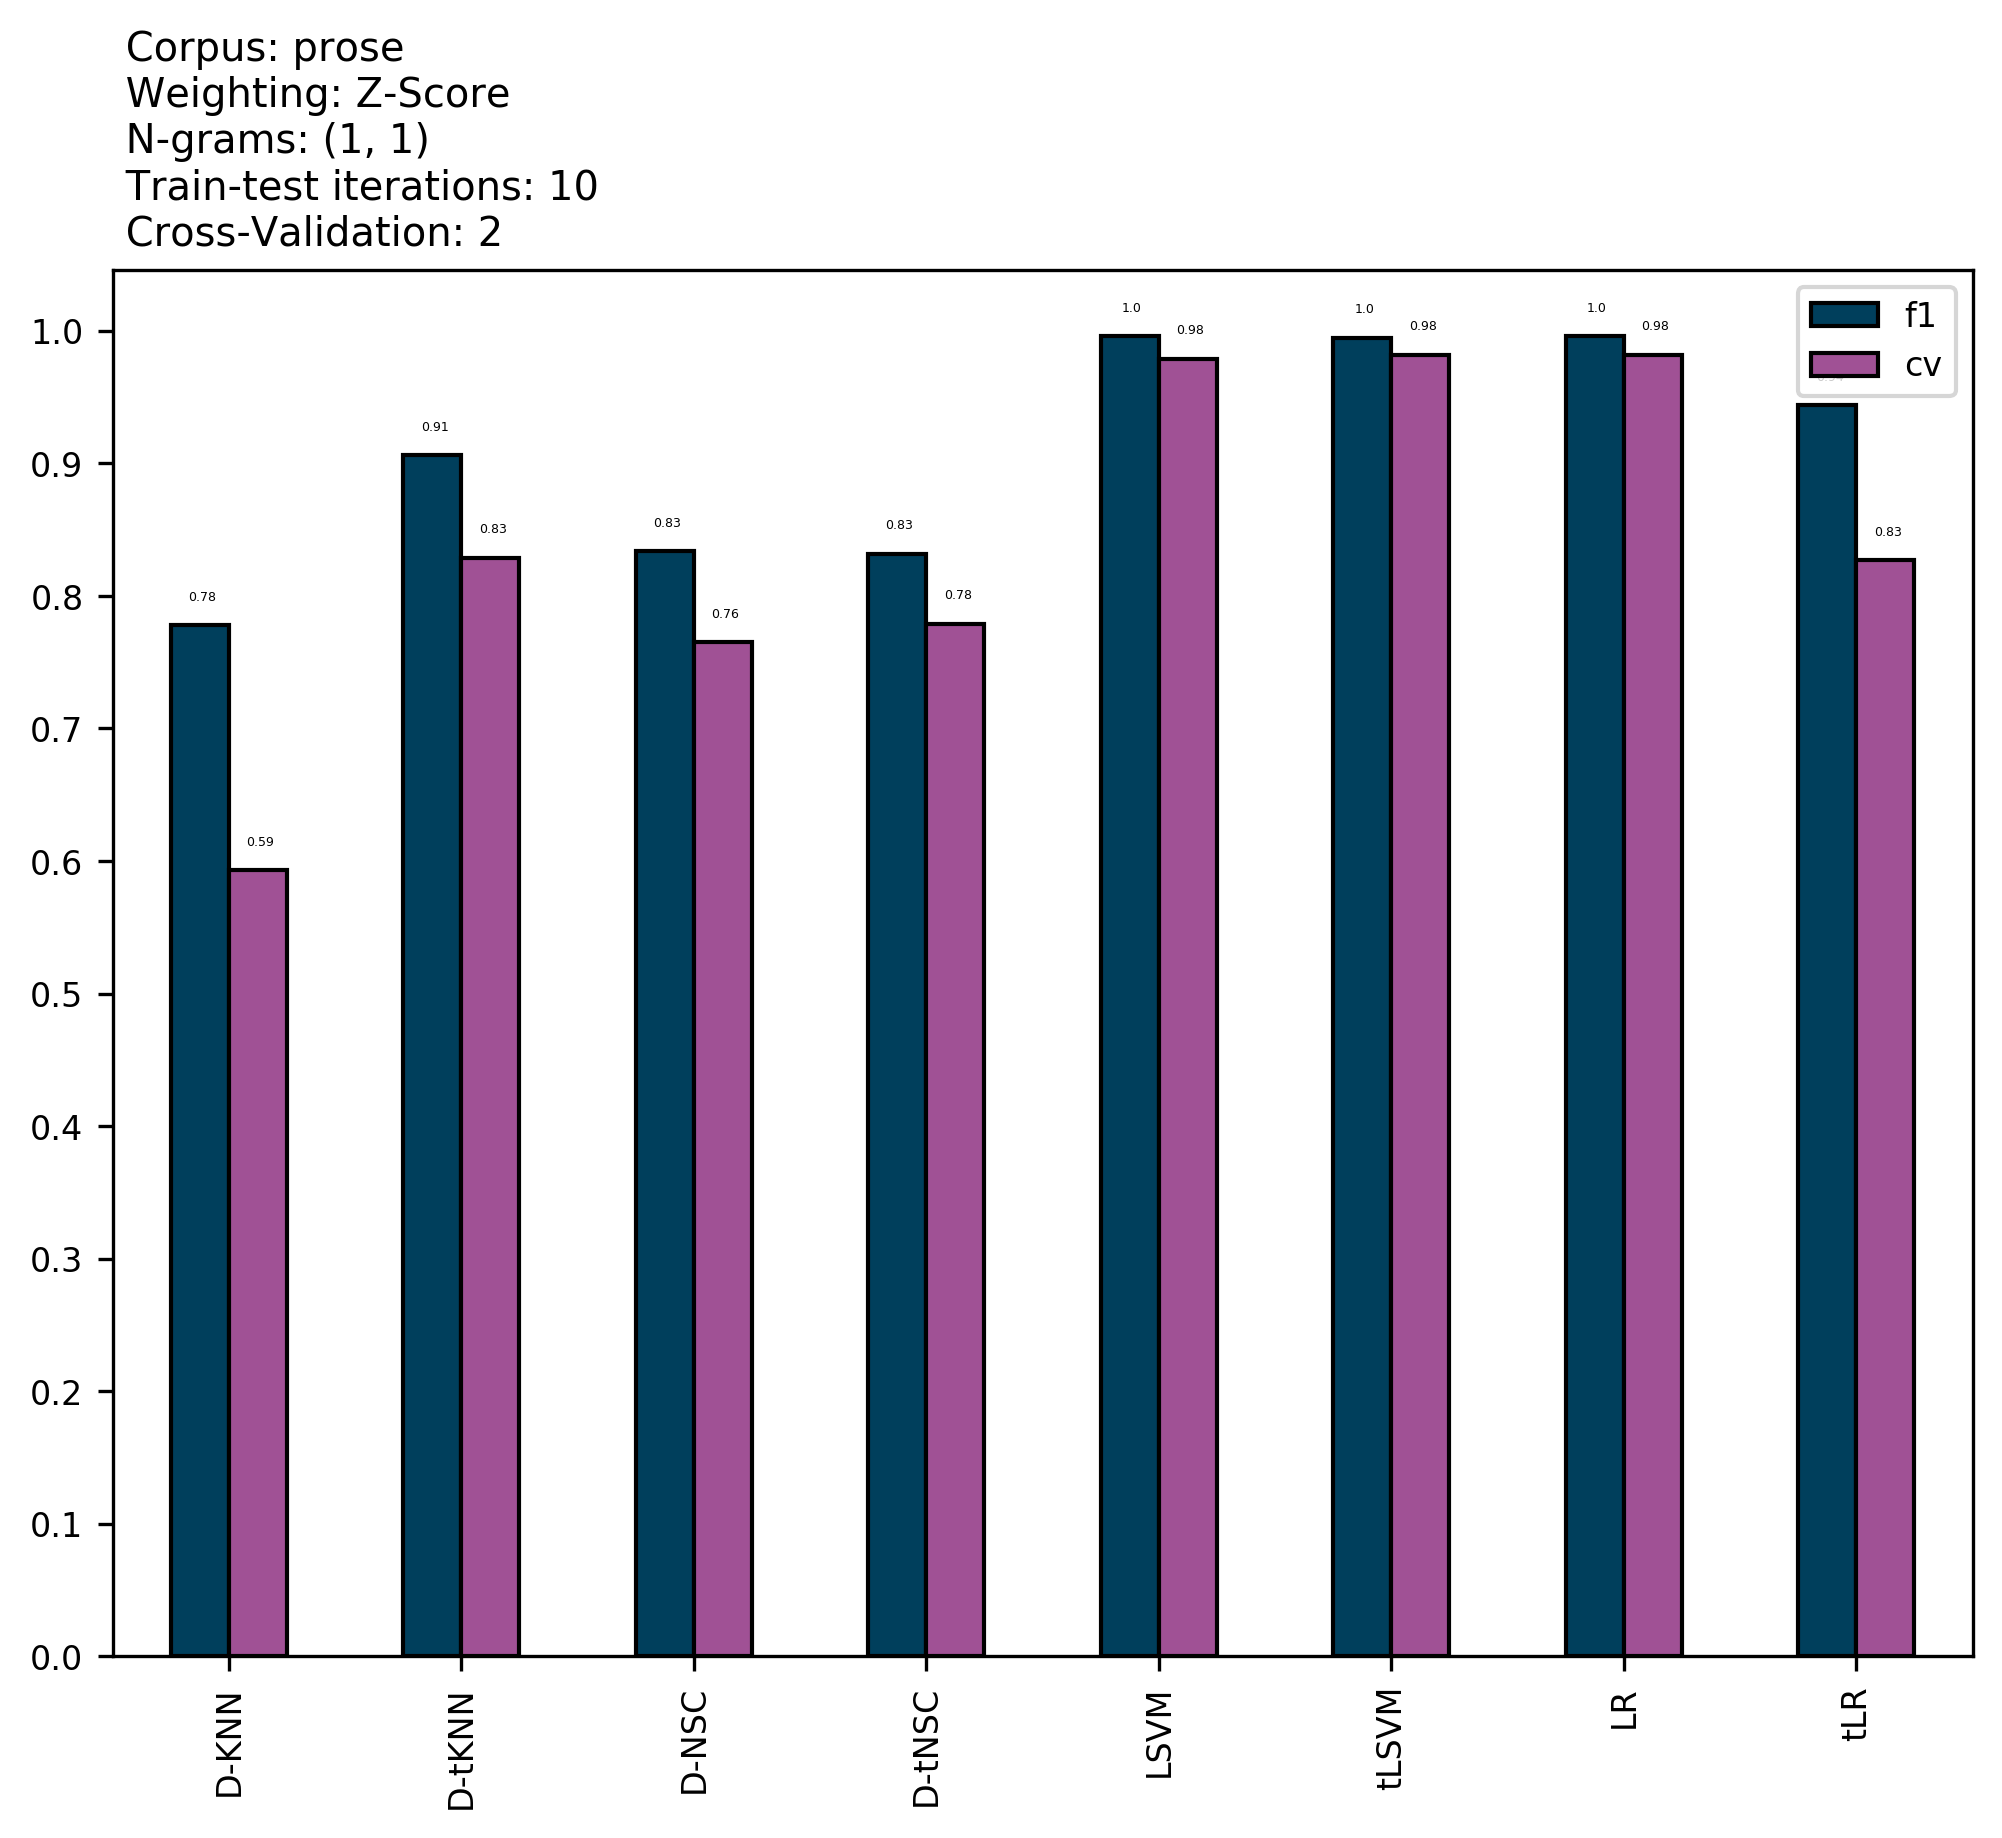 Corpus: prose
Weighting: Z-Score
N-grams: (1, 1)
Train-test iterations: 10
Cross-Validation: 2
f1
cv
1.0
0.9
0.8
0.7
0.6
0.5
0.4
0.3
0.2
0.1
0.0
0.78
0.59
0.91
0.83
0.83
0.76
0.83
0.78
1.0
0.98
1.0
0.98
1.0
0.98
0.83
D-KNN
D-tKNN
D-NSC
D-tNSC
LSVM
tLSVM
LR
tLR